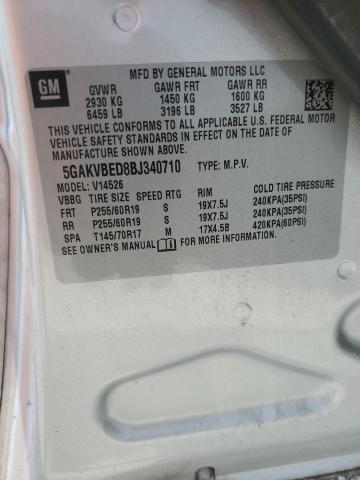 GM
MFD BY GENERAL MOTORS LLC
GVWR GAWR FRT GAWR RR
2930 KG 1450 KG 1600 KG
6459 LB 3196 LB 3527 LB
THIS VEHICLE CONFORMS TO ALL APPLICABLE U.S. FEDERAL MOTOR
VEHICLE SAFETY STANDARDS IN EFFECT ON THE DATE OF
MANUFACTURE SHOWN ABOVE.
5GAKVBED8BJ340710 TYPE: M.P.V.
MODEL: V14526
VBBG TIRE SIZE SPEED RTG RIM COLD TIRE PRESSURE
FRT P255/60R19 S 19X7.5J 240KPA(35PSI)
RR P255/60R19 S 19X7.5J 240KPA(35PSI)
SPA T145/70R17 M 17X4.5B 420KPA(60PSI)
SEE OWNER'S MANUAL FOR ADDITIONAL INFORMATION.